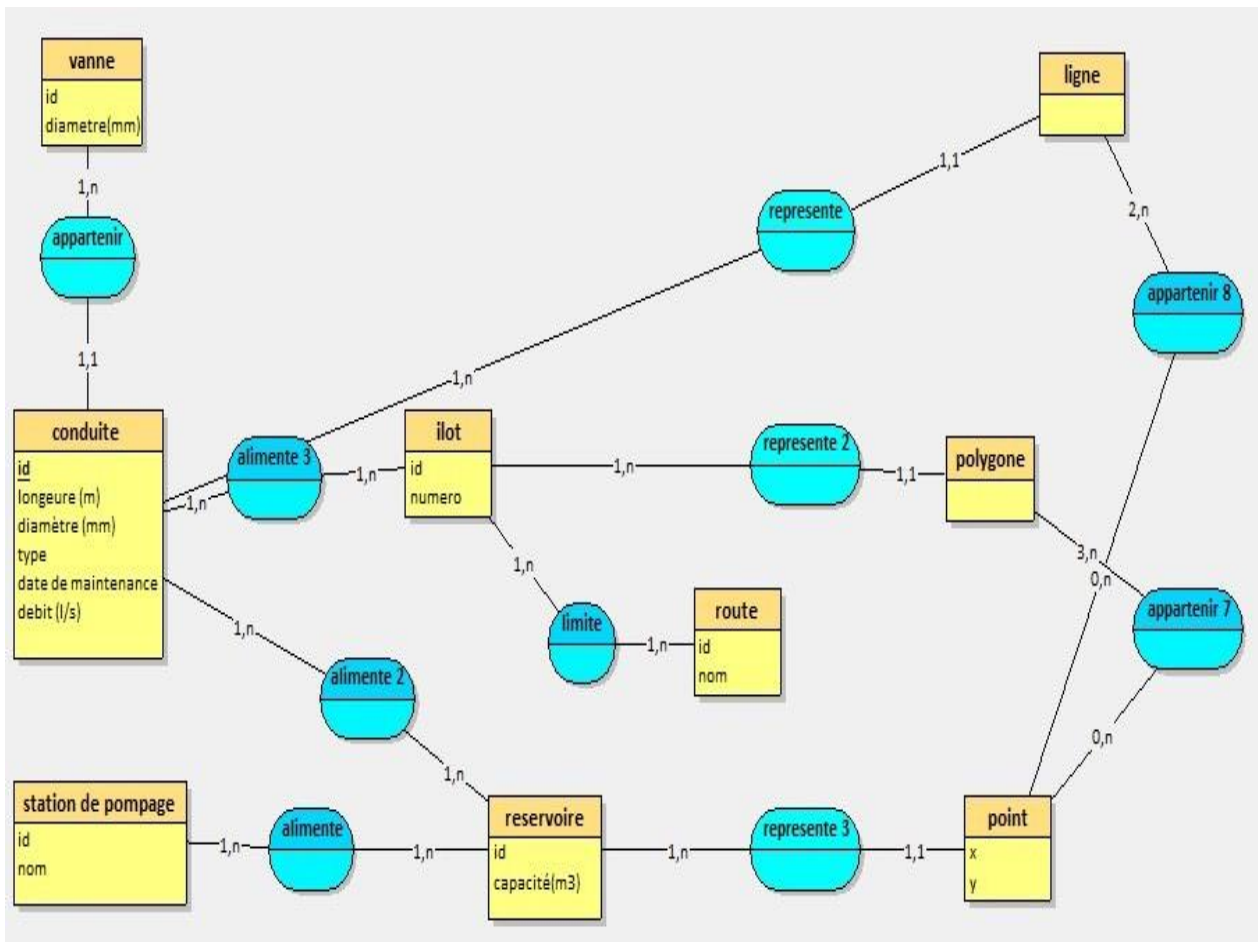 vanne
id
diametre(mm)
1,n
appartenir
1,1
ligne
1,1
represente
2,n
appartenir 8
1,n
conduite
id
longeure (m)
diamètre (mm)
type
date de maintenance
debit (l/s)
alimente 3
1,n
1,n
ilot
id
numero
1,n
represente 2
1,1
polygone
3,n
0,n
1,n
limite
1,n
route
id
nom
appartenir 7
0,n
1,n
alimente 2
1,n
station de pompage
id
nom
1,n
alimente
1,n
reservoire
id
capacité(m3)
1,n
represente 3
1,1
point
x
y